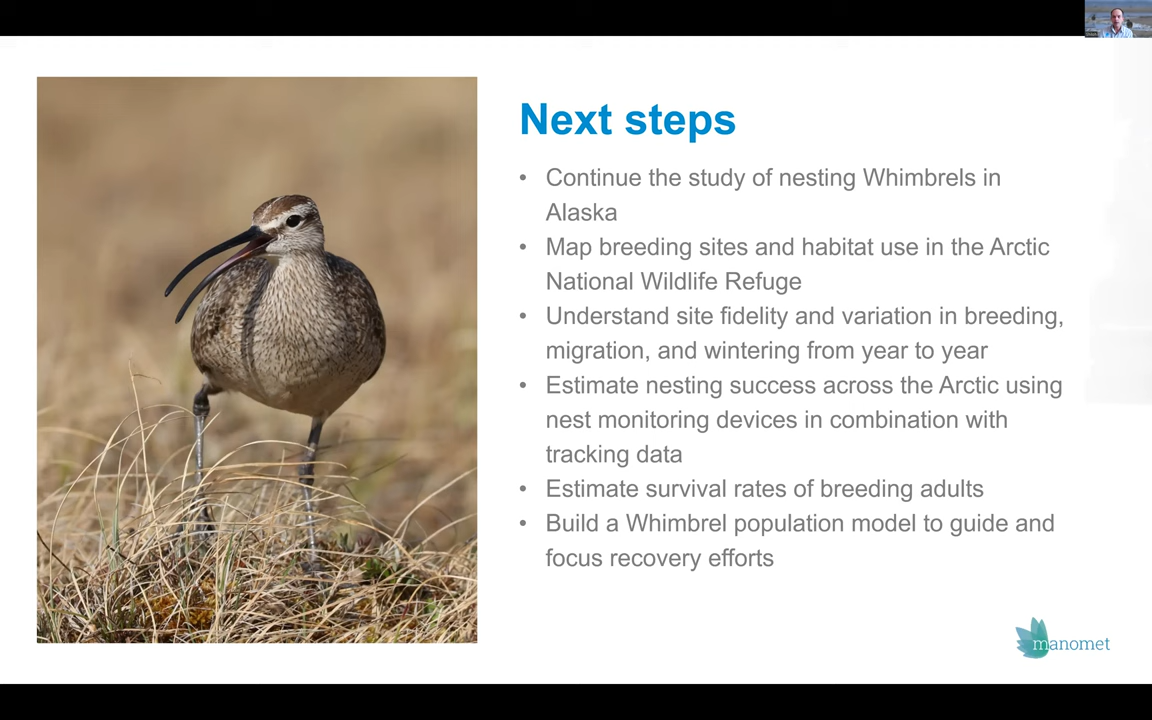 Next steps
• Continue the study of nesting Whimbrels in
Alaska
• Map breeding sites and habitat use in the Arctic
National Wildlife Refuge
• Understand site fidelity and variation in breeding,
migration, and wintering from year to year
• Estimate nesting success across the Arctic using
nest monitoring devices in combination with
tracking data
• Estimate survival rates of breeding adults
• Build a Whimbrel population model to guide and
focus recovery efforts
manomet